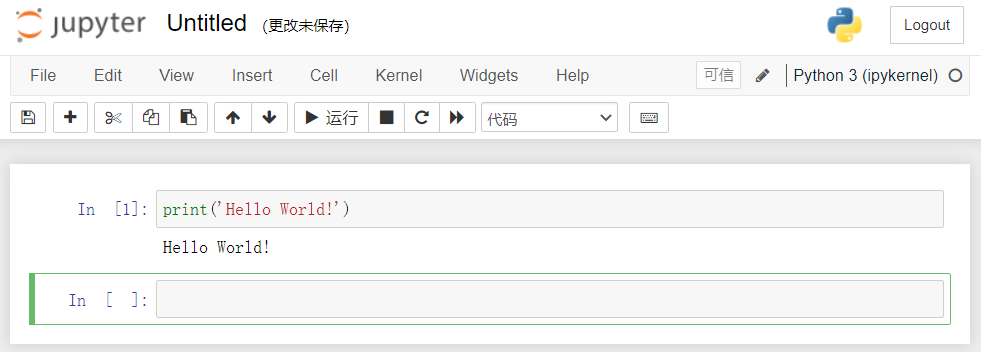 jupyter Untitled (更改未保存) Logout
File Edit View Insert Cell Kernel Widgets Help 可信 Python 3 (ipykernel)
运行 代码
In [1]: print('Hello World!')
Hello World!
In [ ]: